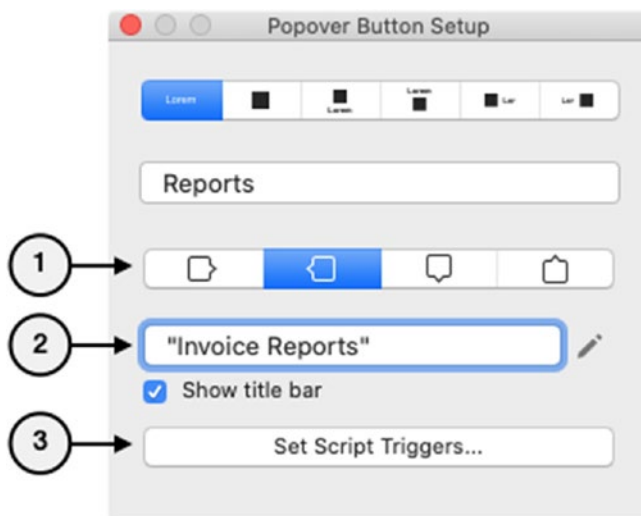 Popover Button Setup
Lorem Lorem Lorem Lor Lor
Reports
1
2 "Invoice Reports"
Show title bar
3 Set Script Triggers...